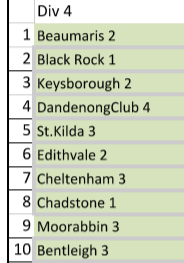 Div 4
1 Beaumaris 2
2 Black Rock 1
3 Keysborough 2
4 DandenongClub 4
5 St.Kilda 3
6 Edithvale 2
7 Cheltenham 3
8 Chadstone 1
9 Moorabbin 3
10 Bentleigh 3